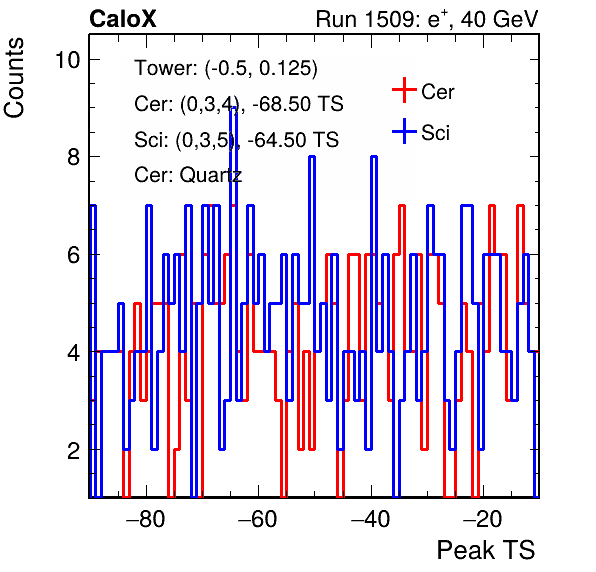 CaloX Run 1509: e⁺, 40 GeV
Counts
Tower: (-0.5, 0.125)
Cer: (0,3,4), -68.50 TS
Sci: (0,3,5), -64.50 TS
Cer: Quartz
Cer
Sci
10
8
6
4
2
−80 −60 −40 −20
Peak TS